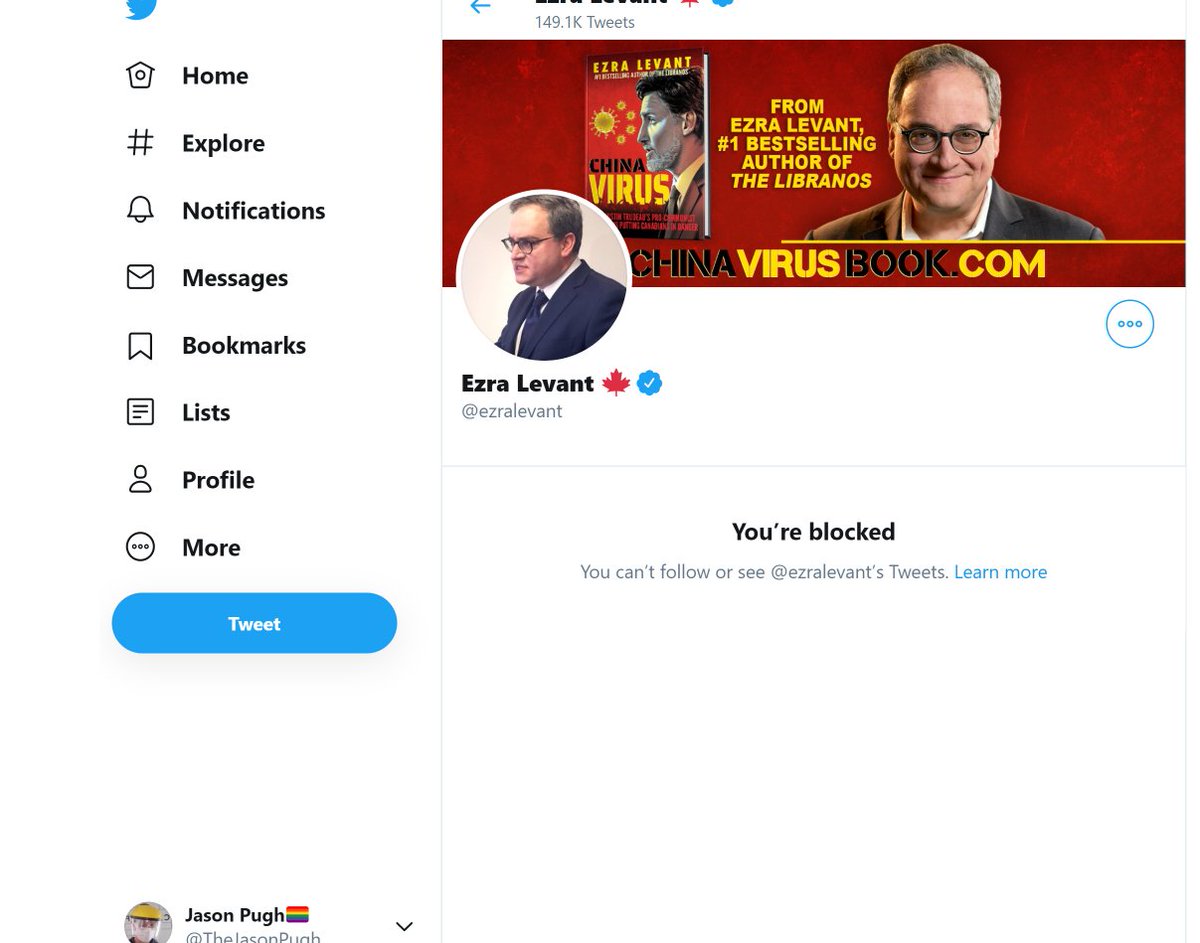 Ezra Levant
149.1K Tweets
Home
Explore
Notifications
Messages
Bookmarks
Lists
Profile
More
Tweet
EZRA LEVANT
#1 BESTSELLING AUTHOR OF THE LIBRANOS
CHINA
VIRUS
TRUDEAU'S PRO-COMMUNIST
PUTTING CANADIANS IN DANGER
FROM
EZRA LEVANT,
#1 BESTSELLING
AUTHOR OF
THE LIBRANOS
CHINAVIRUSBOOK.COM
Ezra Levant
@ezralevant
You're blocked
You can't follow or see @ezralevant's Tweets. Learn more
Jason Pugh
@TheJasonPugh